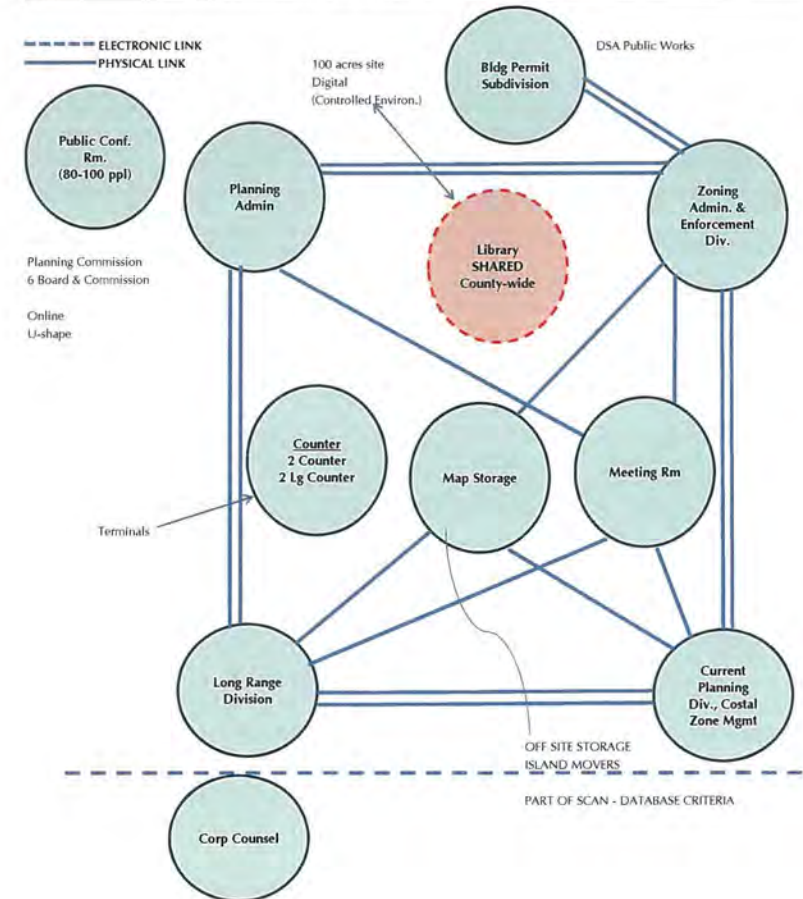 ELECTRONIC LINK
PHYSICAL LINK
100 acres site
Digital
(Controlled Environ.)
Bldg Permit
Subdivision
DSA Public Works
Public Conf.
Rm.
(80-100 ppl)
Planning
Admin
Zoning
Admin. &
Enforcement
Div.
Library
SHARED
County-wide
Planning Commission
6 Board & Commission
Online
U-shape
Counter
2 Counter
2 Lg Counter
Map Storage
Meeting Rm
Terminals
Long Range
Division
Current
Planning
Div., Costal
Zone Mgmt
OFF SITE STORAGE
ISLAND MOVERS
PART OF SCAN - DATABASE CRITERIA
Corp Counsel